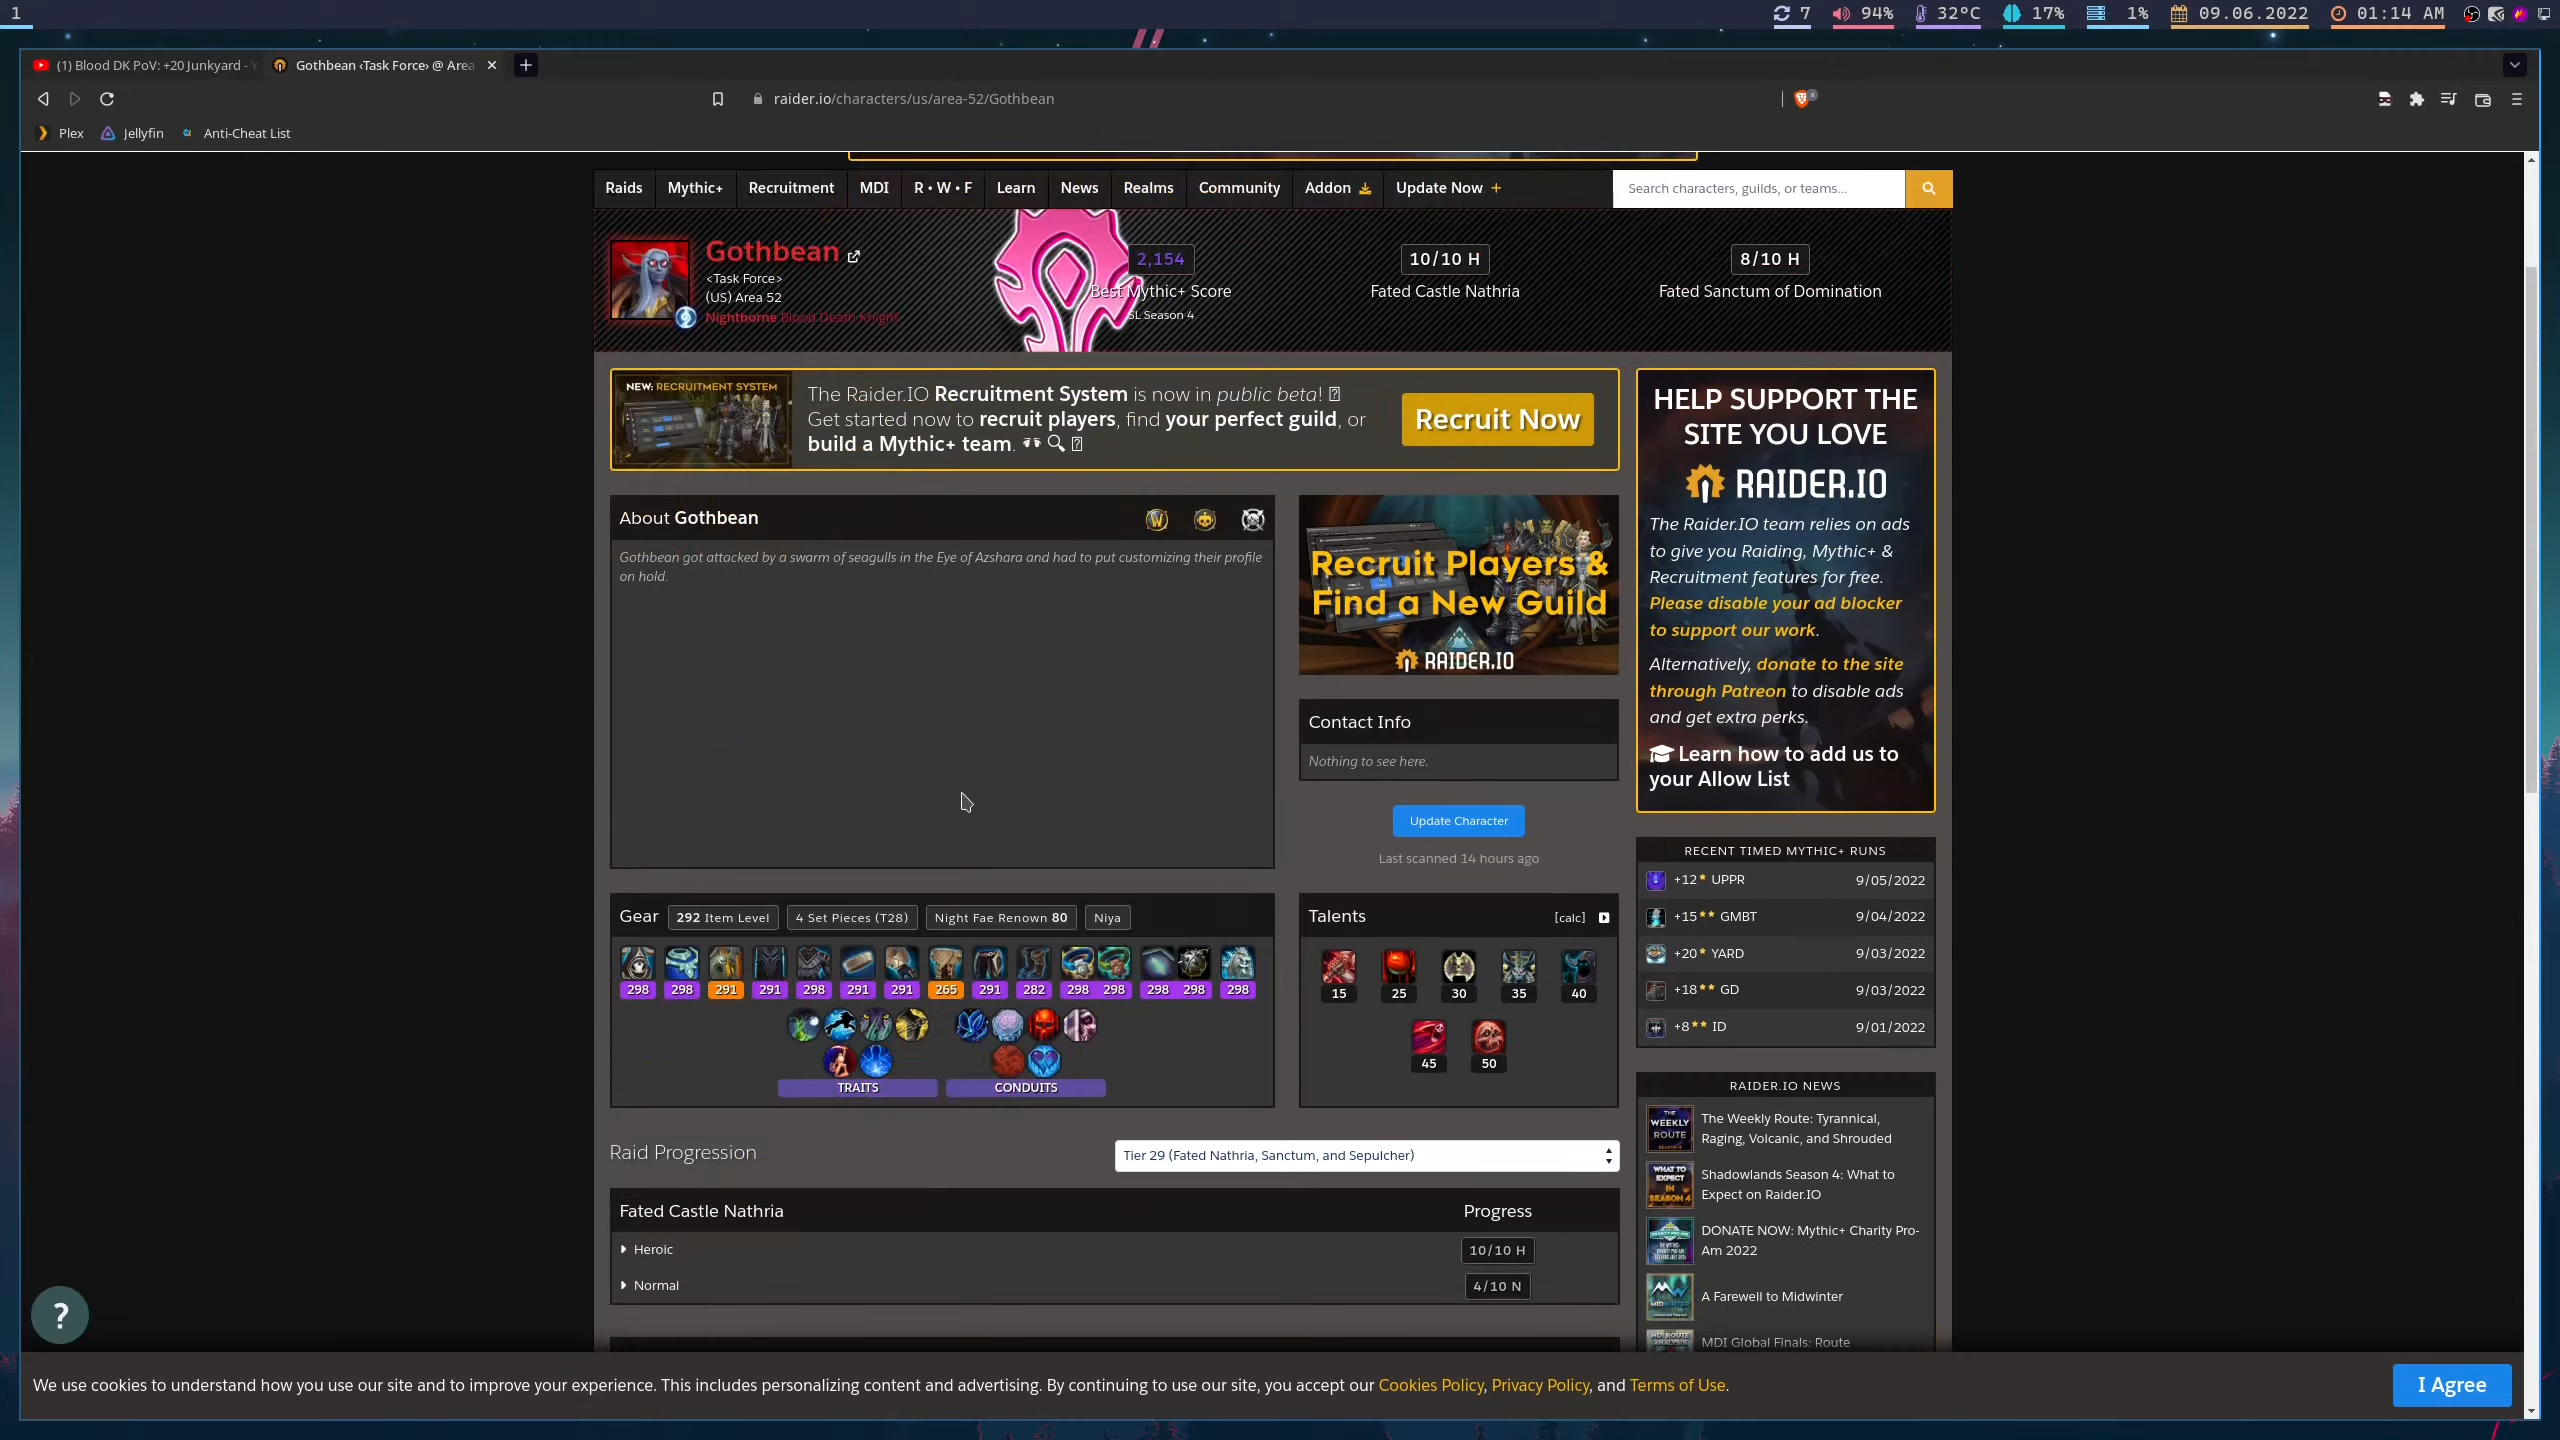 1
7
94%
32°C
17%
1%
09.06.2022
01:14 AM
(1) Blood DK PoV: +20 Junkyard - Y
Gothbean ‹Task Force› @ Area
raider.io/characters/us/area-52/Gothbean
Plex
Jellyfin
Anti-Cheat List
Raids
Mythic+
Recruitment
MDI
R • W • F
Learn
News
Realms
Community
Addon
Update Now +
Search characters, guilds, or teams...
Gothbean
<Task Force>
(US) Area 52
Nightborne Blood Death Knight
2,154
Best Mythic+ Score
SL Season 4
10/10 H
Fated Castle Nathria
8/10 H
Fated Sanctum of Domination
NEW: RECRUITMENT SYSTEM
The Raider.IO Recruitment System is now in public beta!
Get started now to recruit players, find your perfect guild, or
build a Mythic+ team.
Recruit Now
About Gothbean
Gothbean got attacked by a swarm of seagulls in the Eye of Azshara and had to put customizing their profile
on hold.
Recruit Players &
Find a New Guild
RAIDER.IO
Contact Info
Nothing to see here.
Update Character
Last scanned 14 hours ago
Gear
292 Item Level
4 Set Pieces (T28)
Night Fae Renown 80
Niya
298 298 291 291 298 291 291 265 291 282 298 298 298 298 298
TRAITS
CONDUITS
Talents
[calc]
15 25 30 35 40
45 50
Raid Progression
Tier 29 (Fated Nathria, Sanctum, and Sepulcher)
Fated Castle Nathria
Progress
Heroic
10/10 H
Normal
4/10 N
HELP SUPPORT THE
SITE YOU LOVE
RAIDER.IO
The Raider.IO team relies on ads
to give you Raiding, Mythic+ &
Recruitment features for free.
Please disable your ad blocker
to support our work.
Alternatively, donate to the site
through Patreon to disable ads
and get extra perks.
Learn how to add us to
your Allow List
RECENT TIMED MYTHIC+ RUNS
+12* UPPR 9/05/2022
+15** GMBT 9/04/2022
+20* YARD 9/03/2022
+18** GD 9/03/2022
+8** ID 9/01/2022
RAIDER.IO NEWS
THE WEEKLY ROUTE
The Weekly Route: Tyrannical,
Raging, Volcanic, and Shrouded
WHAT TO EXPECT IN SEASON 4
Shadowlands Season 4: What to
Expect on Raider.IO
DONATE NOW: Mythic+ Charity Pro-
Am 2022
A Farewell to Midwinter
MDI Global Finals: Route
?
We use cookies to understand how you use our site and to improve your experience. This includes personalizing content and advertising. By continuing to use our site, you accept our Cookies Policy, Privacy Policy, and Terms of Use.
I Agree